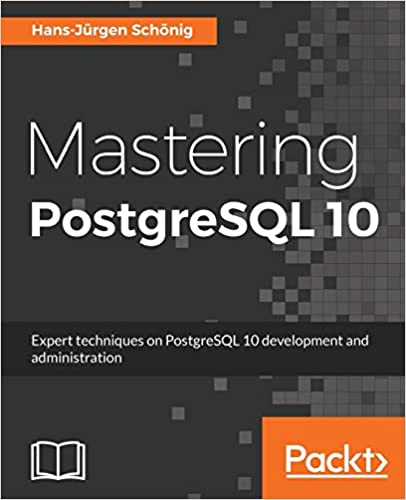 Hans-Jürgen Schönig
Mastering
PostgreSQL 10
Expert techniques on PostgreSQL 10 development and
administration
Packt>